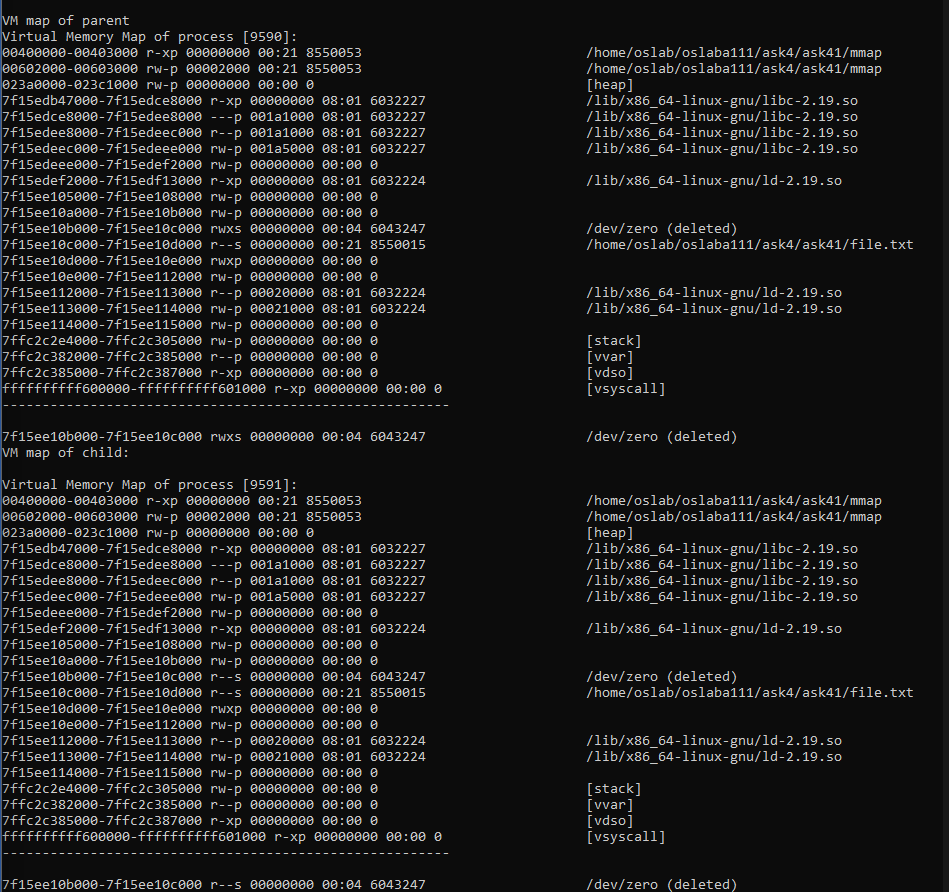 VM map of parent
Virtual Memory Map of process [9590]:
00400000-00403000 r-xp 00000000 00:21 8550053 /home/oslab/oslaba111/ask4/ask41/mmap
00602000-00603000 rw-p 00002000 00:21 8550053 /home/oslab/oslaba111/ask4/ask41/mmap
023a0000-023c1000 rw-p 00000000 00:00 0 [heap]
7f15edb47000-7f15edce8000 r-xp 00000000 08:01 6032227 /lib/x86_64-linux-gnu/libc-2.19.so
7f15edce8000-7f15edee8000 ---p 001a1000 08:01 6032227 /lib/x86_64-linux-gnu/libc-2.19.so
7f15edee8000-7f15edeec000 r--p 001a1000 08:01 6032227 /lib/x86_64-linux-gnu/libc-2.19.so
7f15edeec000-7f15edeee000 rw-p 001a5000 08:01 6032227 /lib/x86_64-linux-gnu/libc-2.19.so
7f15edeee000-7f15edef2000 rw-p 00000000 00:00 0
7f15edef2000-7f15edf13000 r-xp 00000000 08:01 6032224 /lib/x86_64-linux-gnu/ld-2.19.so
7f15ee105000-7f15ee108000 rw-p 00000000 00:00 0
7f15ee10a000-7f15ee10b000 rw-p 00000000 00:00 0
7f15ee10b000-7f15ee10c000 rwxs 00000000 00:04 6043247 /dev/zero (deleted)
7f15ee10c000-7f15ee10d000 r--s 00000000 00:21 8550015 /home/oslab/oslaba111/ask4/ask41/file.txt
7f15ee10d000-7f15ee10e000 rwxp 00000000 00:00 0
7f15ee10e000-7f15ee112000 rw-p 00000000 00:00 0
7f15ee112000-7f15ee113000 r--p 00020000 08:01 6032224 /lib/x86_64-linux-gnu/ld-2.19.so
7f15ee113000-7f15ee114000 rw-p 00021000 08:01 6032224 /lib/x86_64-linux-gnu/ld-2.19.so
7f15ee114000-7f15ee115000 rw-p 00000000 00:00 0
7ffc2c2e4000-7ffc2c305000 rw-p 00000000 00:00 0 [stack]
7ffc2c382000-7ffc2c385000 r--p 00000000 00:00 0 [vvar]
7ffc2c385000-7ffc2c387000 r-xp 00000000 00:00 0 [vdso]
ffffffffff600000-ffffffffff601000 r-xp 00000000 00:00 0 [vsyscall]
--------------------------------------------------------
7f15ee10b000-7f15ee10c000 rwxs 00000000 00:04 6043247 /dev/zero (deleted)
VM map of child:
Virtual Memory Map of process [9591]:
00400000-00403000 r-xp 00000000 00:21 8550053 /home/oslab/oslaba111/ask4/ask41/mmap
00602000-00603000 rw-p 00002000 00:21 8550053 /home/oslab/oslaba111/ask4/ask41/mmap
023a0000-023c1000 rw-p 00000000 00:00 0 [heap]
7f15edb47000-7f15edce8000 r-xp 00000000 08:01 6032227 /lib/x86_64-linux-gnu/libc-2.19.so
7f15edce8000-7f15edee8000 ---p 001a1000 08:01 6032227 /lib/x86_64-linux-gnu/libc-2.19.so
7f15edee8000-7f15edeec000 r--p 001a1000 08:01 6032227 /lib/x86_64-linux-gnu/libc-2.19.so
7f15edeec000-7f15edeee000 rw-p 001a5000 08:01 6032227 /lib/x86_64-linux-gnu/libc-2.19.so
7f15edeee000-7f15edef2000 rw-p 00000000 00:00 0
7f15edef2000-7f15edf13000 r-xp 00000000 08:01 6032224 /lib/x86_64-linux-gnu/ld-2.19.so
7f15ee105000-7f15ee108000 rw-p 00000000 00:00 0
7f15ee10a000-7f15ee10b000 rw-p 00000000 00:00 0
7f15ee10b000-7f15ee10c000 r--s 00000000 00:04 6043247 /dev/zero (deleted)
7f15ee10c000-7f15ee10d000 r--s 00000000 00:21 8550015 /home/oslab/oslaba111/ask4/ask41/file.txt
7f15ee10d000-7f15ee10e000 rwxp 00000000 00:00 0
7f15ee10e000-7f15ee112000 rw-p 00000000 00:00 0
7f15ee112000-7f15ee113000 r--p 00020000 08:01 6032224 /lib/x86_64-linux-gnu/ld-2.19.so
7f15ee113000-7f15ee114000 rw-p 00021000 08:01 6032224 /lib/x86_64-linux-gnu/ld-2.19.so
7f15ee114000-7f15ee115000 rw-p 00000000 00:00 0
7ffc2c2e4000-7ffc2c305000 rw-p 00000000 00:00 0 [stack]
7ffc2c382000-7ffc2c385000 r--p 00000000 00:00 0 [vvar]
7ffc2c385000-7ffc2c387000 r-xp 00000000 00:00 0 [vdso]
ffffffffff600000-ffffffffff601000 r-xp 00000000 00:00 0 [vsyscall]
--------------------------------------------------------
7f15ee10b000-7f15ee10c000 r--s 00000000 00:04 6043247 /dev/zero (deleted)